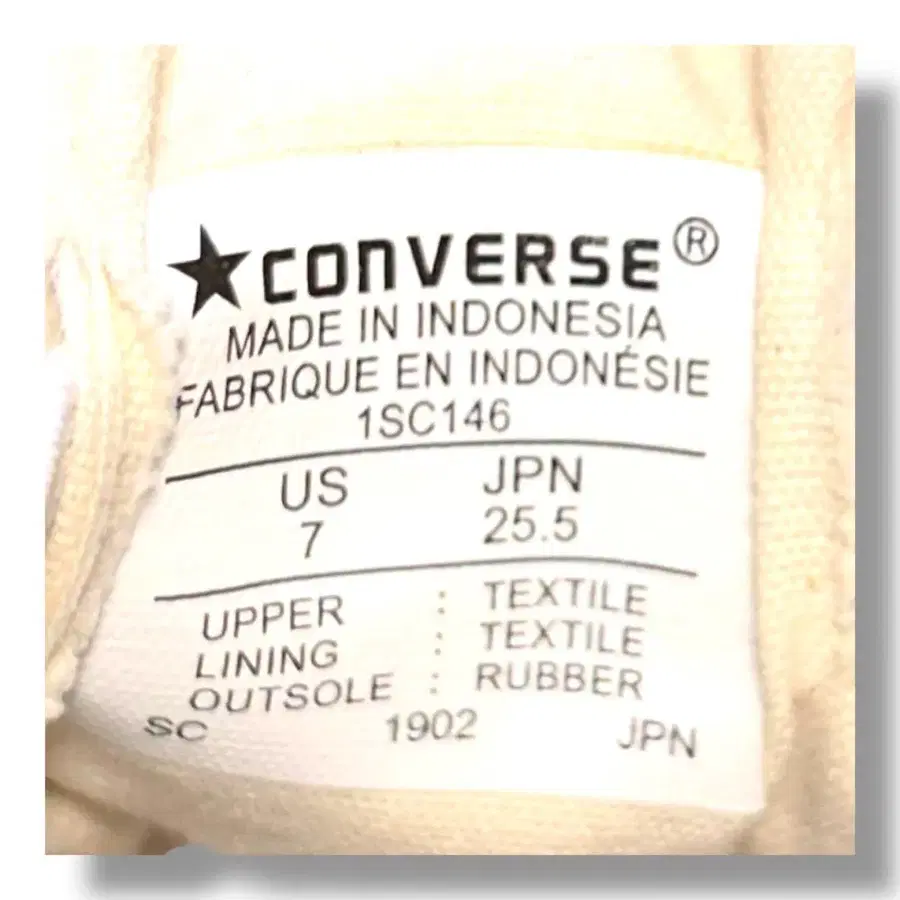 ★CONVERSE®
MADE IN INDONESIA
FABRIQUE EN INDONÉSIE
1SC146
US JPN
7 25.5
UPPER : TEXTILE
LINING : TEXTILE
OUTSOLE : RUBBER
SC 1902 JPN